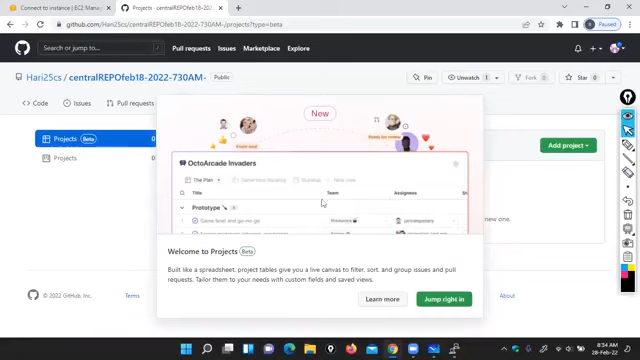 Connect to instance | EC2 Manag
Projects · centralREPOfeb18-2022
github.com/Hari25cs/centralREPOfeb18-2022-730AM-/projects?type=beta
Paused
Search or jump to...
Pull requests Issues Marketplace Explore
Hari25cs / centralREPOfeb18-2022-730AM- Public
Pin Unwatch 1 Fork 0 Star 0
Code Issues Pull requests
New
Projects Beta 0
Projects 0
Add project
OctoArcade Invaders
The Plan
New view
Title Team Assignees
Prototype
new one.
Welcome to Projects Beta
Built like a spreadsheet, project tables give you a live canvas to filter, sort, and group issues and pull
requests. Tailor them to your needs with custom fields and saved views.
Learn more Jump right in
© 2022 GitHub, Inc. Terms About
8:34 AM
28-Feb-22